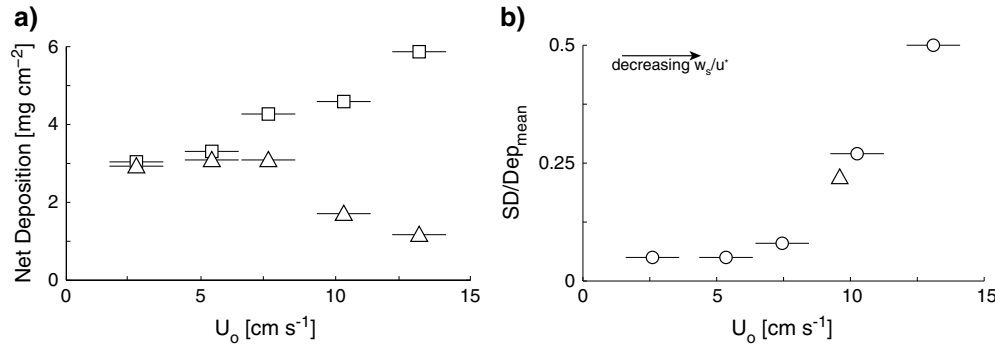 a)
Net Deposition [mg cm⁻²]
6
4
2
0
0
5
10
15
U₀ [cm s⁻¹]
b)
decreasing wₛ/u*
SD/Dep_mean
0.5
0.25
0
0
5
10
15
U₀ [cm s⁻¹]